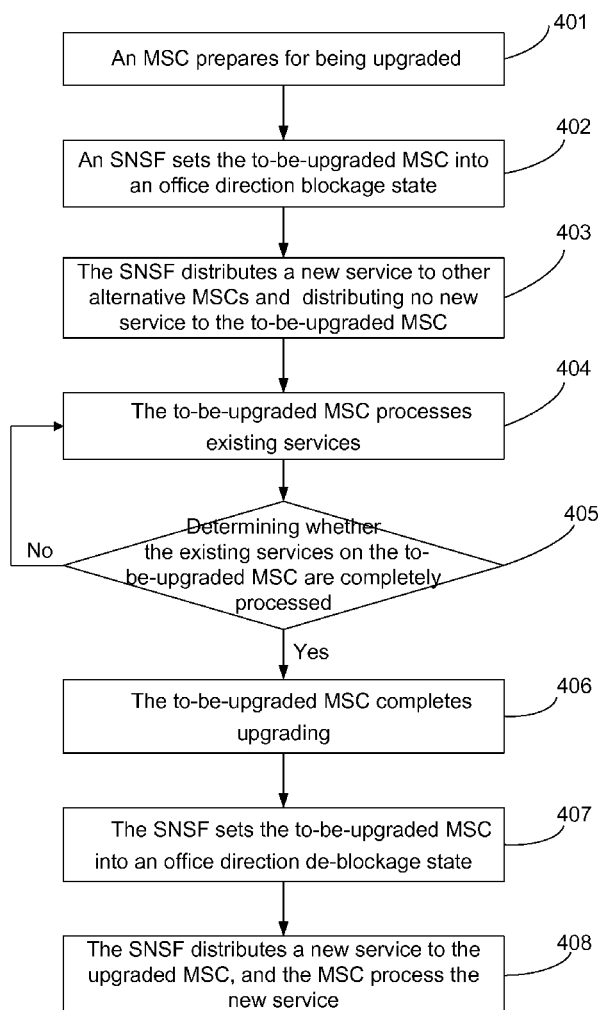 401
An MSC prepares for being upgraded
402
An SNSF sets the to-be-upgraded MSC into
an office direction blockage state
403
The SNSF distributes a new service to other
alternative MSCs and distributing no new
service to the to-be-upgraded MSC
404
The to-be-upgraded MSC processes
existing services
405
Determining whether
the existing services on the to-
be-upgraded MSC are completely
processed
No
Yes
406
The to-be-upgraded MSC completes
upgrading
407
The SNSF sets the to-be-upgraded MSC
into an office direction de-blockage state
408
The SNSF distributes a new service to the
upgraded MSC, and the MSC process the
new service